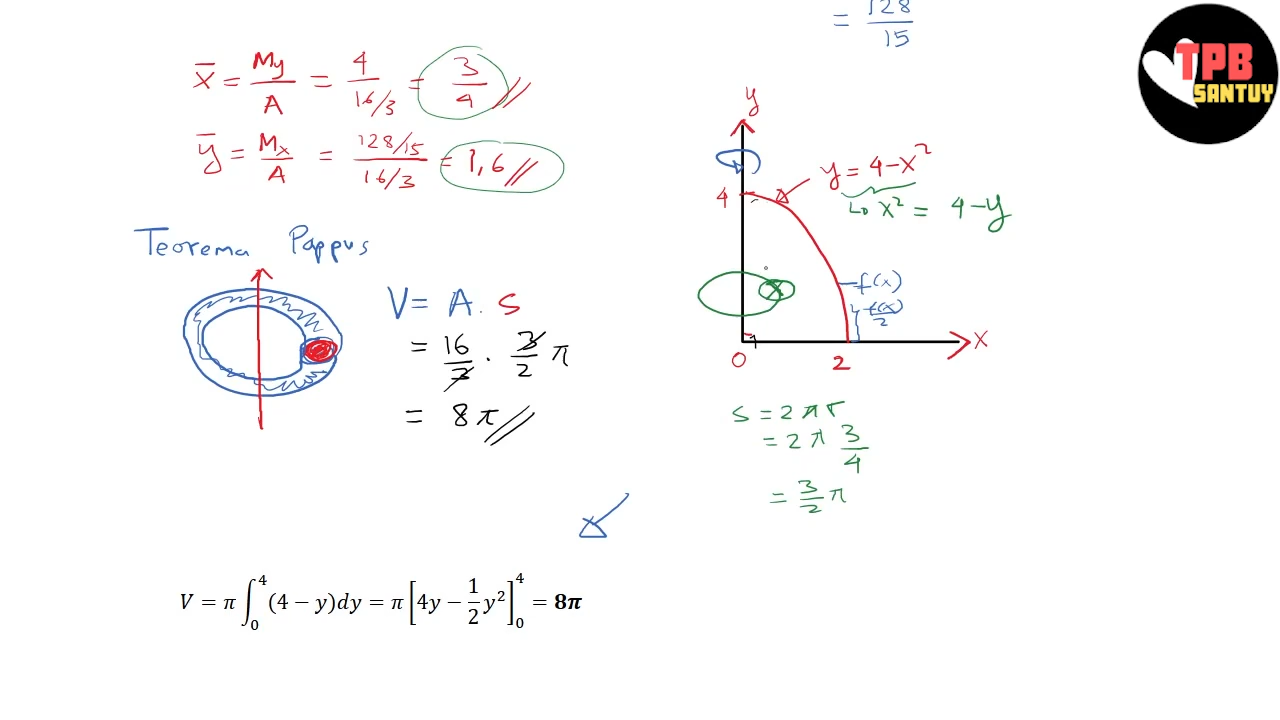 = 128/15
TPB
SANTUY
x̄ = My/A = 4/(16/3) = 3/4 //
ȳ = Mx/A = (128/15)/(16/3) = 1,6 //
y
y = 4-x²
↳ x² = 4-y
4
Teorema Pappus
f(x)
f(x)/2
V = A . S
= 16/3 . 3/2 π
= 8π //
0
2
x
S = 2πr
= 2π 3/4
= 3/2 π
V = π ∫₀⁴ (4 − y)dy = π [4y − 1/2 y²]₀⁴ = 8π